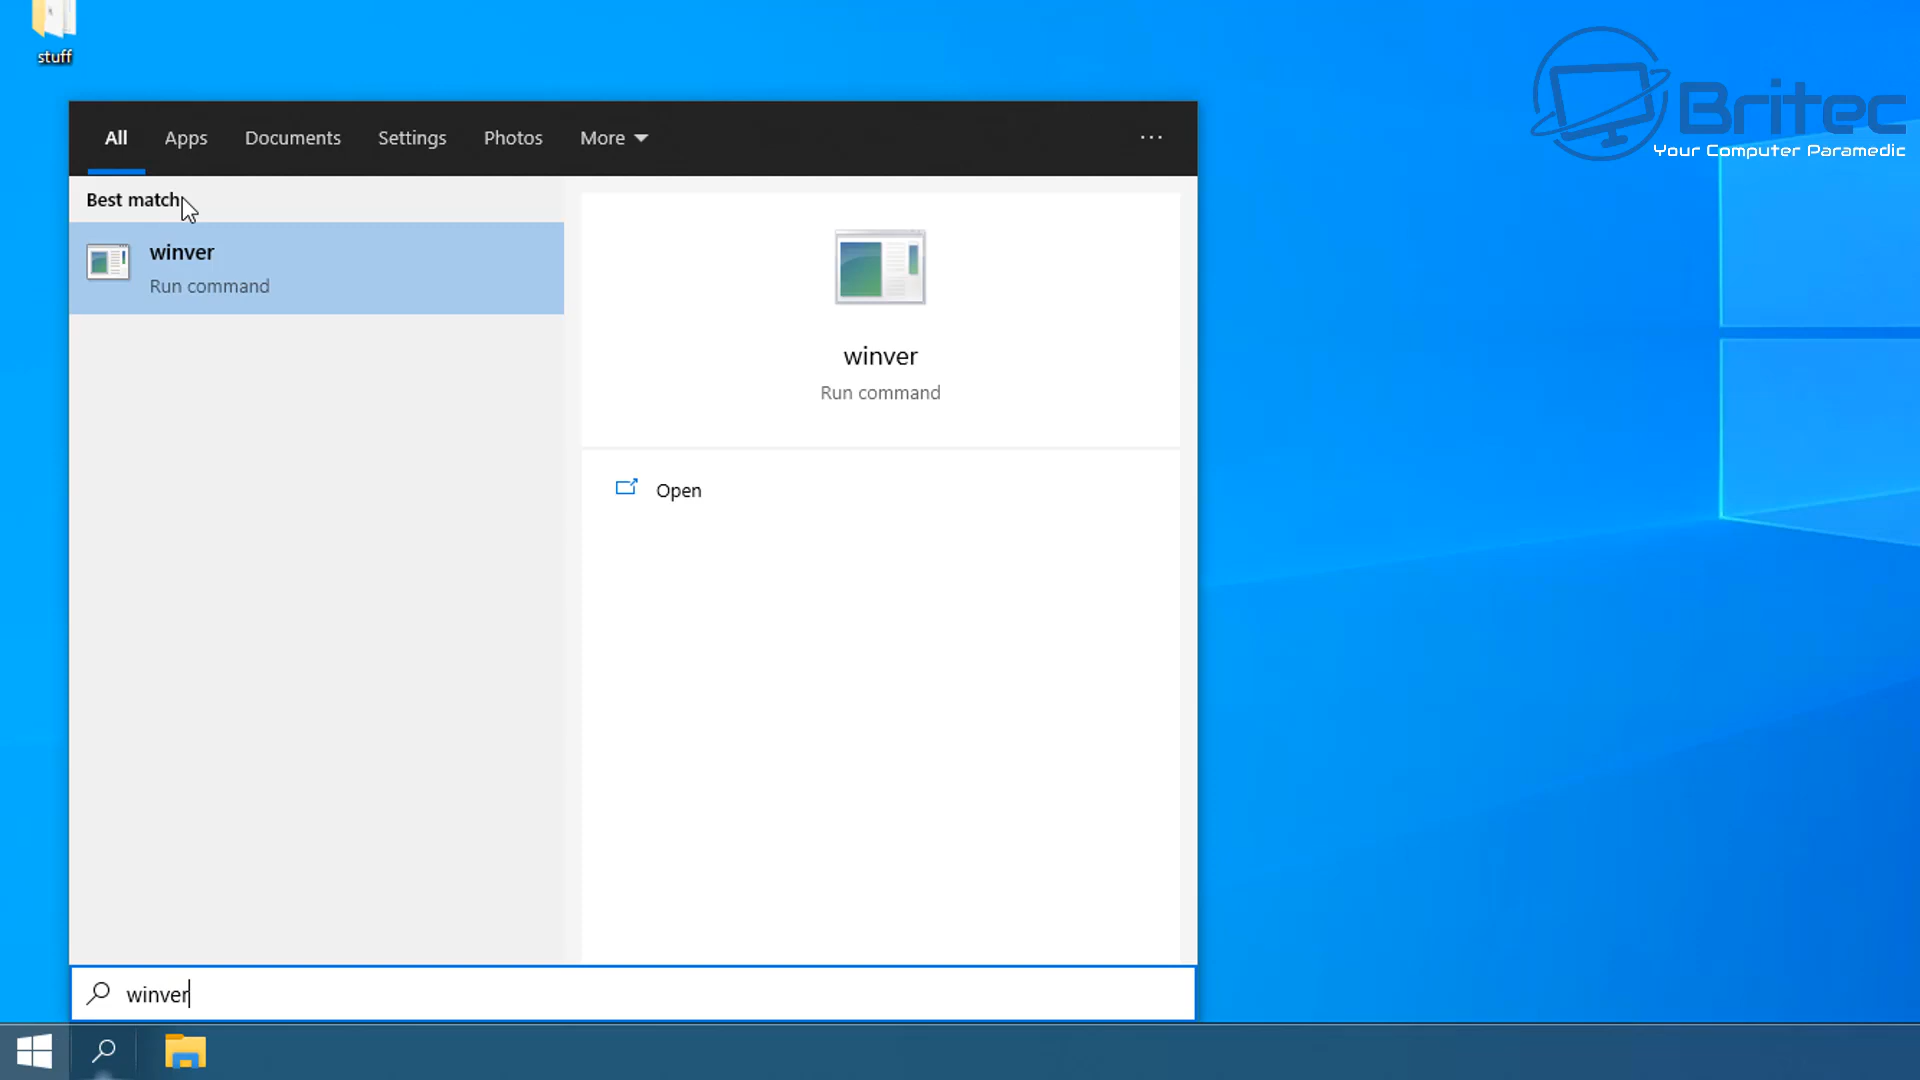 stuff
Britec
Your Computer Paramedic
All Apps Documents Settings Photos More ...
Best match
winver
Run command
winver
Run command
Open
winver